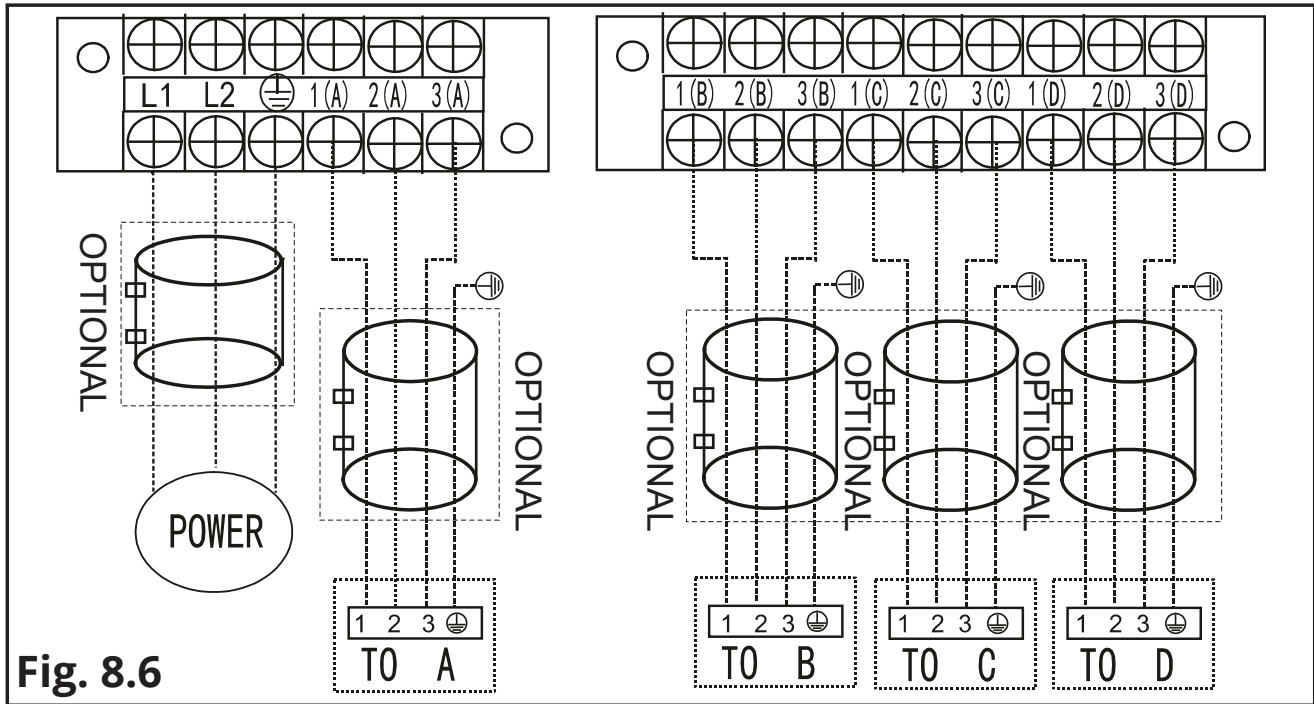 L1 L2 1(A) 2(A) 3(A)
1(B) 2(B) 3(B) 1(C) 2(C) 3(C) 1(D) 2(D) 3(D)
OPTIONAL
OPTIONAL
OPTIONAL
OPTIONAL
OPTIONAL
POWER
1 2 3
TO A
1 2 3
TO B
1 2 3
TO C
1 2 3
TO D
Fig. 8.6